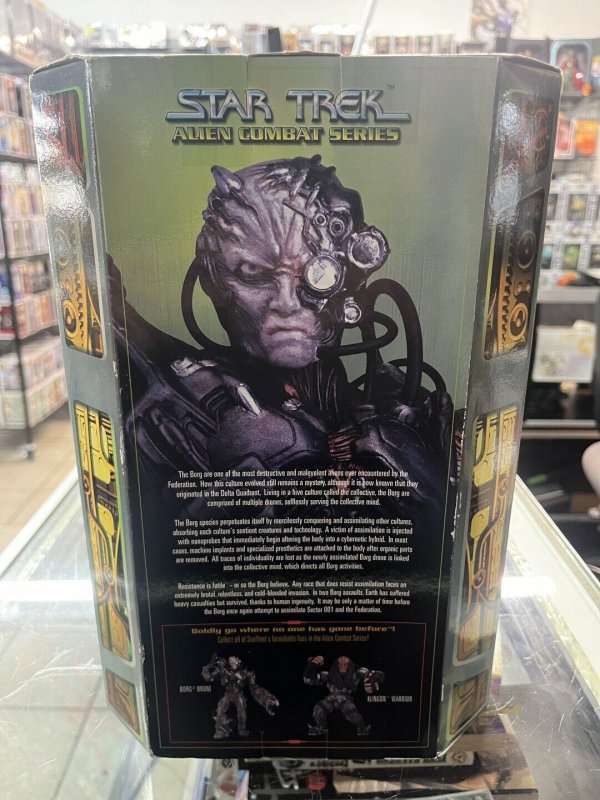 STAR TREK™
ALIEN COMBAT SERIES
The Borg are one of the most destructive and malevolent aliens ever encountered by the
Federation. How this culture evolved still remains a mystery, although it is now known that they
originated in the Delta Quadrant. Living in a hive culture called the collective, the Borg are
comprised of multiple drones, selflessly serving the collective mind.
The Borg species perpetuates itself by mercilessly conquering and assimilating other cultures,
absorbing each culture's sentient creatures and technology. A victim of assimilation is injected
with nanoprobes that immediately begin altering the body into a cybernetic hybrid. In most
cases, machine implants and specialized prosthetics are attached to the body after organic parts
are removed. All traces of individuality are lost as the newly assimilated Borg drone is linked
into the collective mind, which directs all Borg activities.
Resistance is futile – or so the Borg believe. Any race that does resist assimilation faces an
extremely brutal, relentless, and cold-blooded invasion. In two Borg assaults, Earth has suffered
heavy casualties but survived, thanks to human ingenuity. It may be only a matter of time before
the Borg once again attempt to assimilate Sector 001 and the Federation.
Boldly go where no one has gone before™!
Collect all of Starfleet's formidable foes in the Alien Combat Series!
BORG® DRONE
KLINGON™ WARRIOR